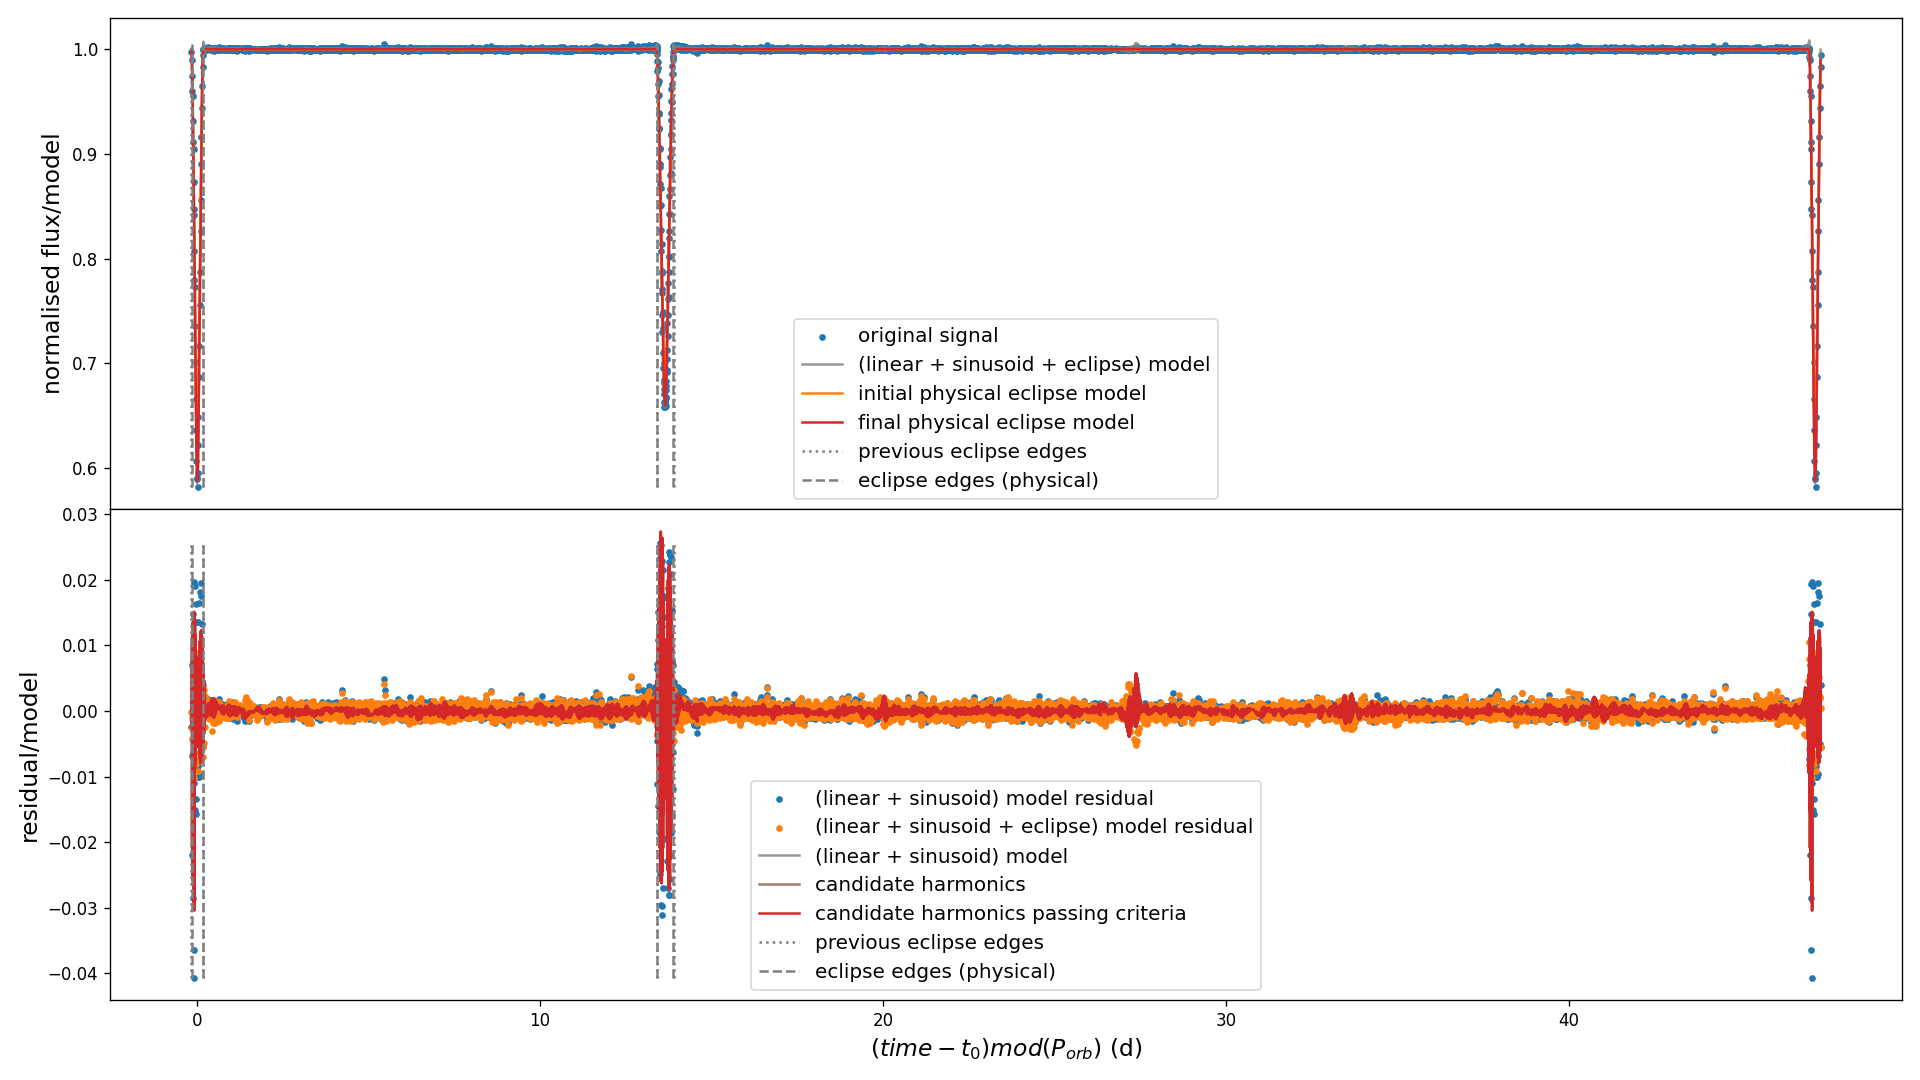 1.0
0.9
0.8
0.7
0.6
normalised flux/model
original signal
(linear + sinusoid + eclipse) model
initial physical eclipse model
final physical eclipse model
previous eclipse edges
eclipse edges (physical)
0.03
0.02
0.01
0.00
−0.01
−0.02
−0.03
−0.04
residual/model
(linear + sinusoid) model residual
(linear + sinusoid + eclipse) model residual
(linear + sinusoid) model
candidate harmonics
candidate harmonics passing criteria
previous eclipse edges
eclipse edges (physical)
0 10 20 30 40
(time − t₀)mod(Pₒᵣb) (d)